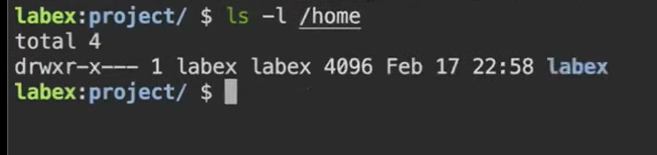 labex:project/ $ ls -l /home
total 4
drwxr-x--- 1 labex labex 4096 Feb 17 22:58 labex
labex:project/ $